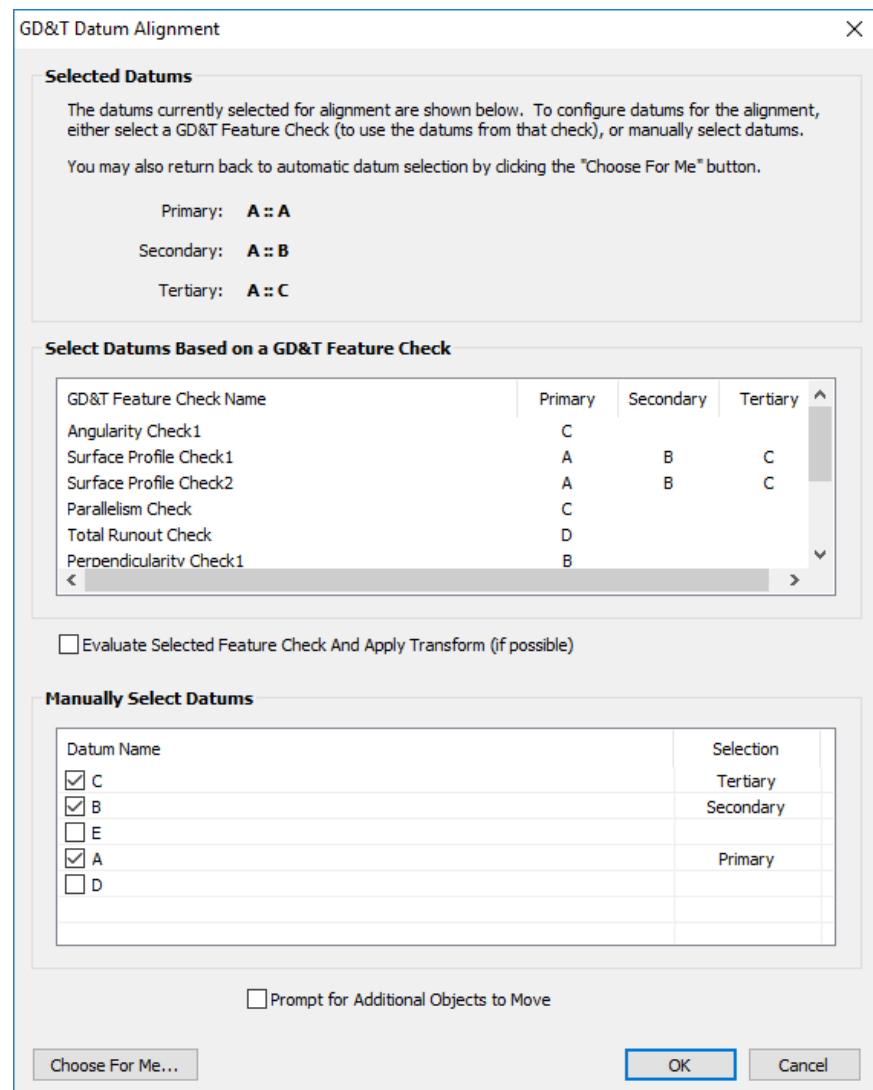 GD&T Datum Alignment
Selected Datums
The datums currently selected for alignment are shown below.  To configure datums for the alignment,
either select a GD&T Feature Check (to use the datums from that check), or manually select datums.
You may also return back to automatic datum selection by clicking the "Choose For Me" button.
Primary: A :: A
Secondary: A :: B
Tertiary: A :: C
Select Datums Based on a GD&T Feature Check
GD&T Feature Check Name Primary Secondary Tertiary
Angularity Check1 C
Surface Profile Check1 A B C
Surface Profile Check2 A B C
Parallelism Check C
Total Runout Check D
Perpendicularity Check1 B
Evaluate Selected Feature Check And Apply Transform (if possible)
Manually Select Datums
Datum Name Selection
C Tertiary
B Secondary
E
A Primary
D
Prompt for Additional Objects to Move
Choose For Me... OK Cancel